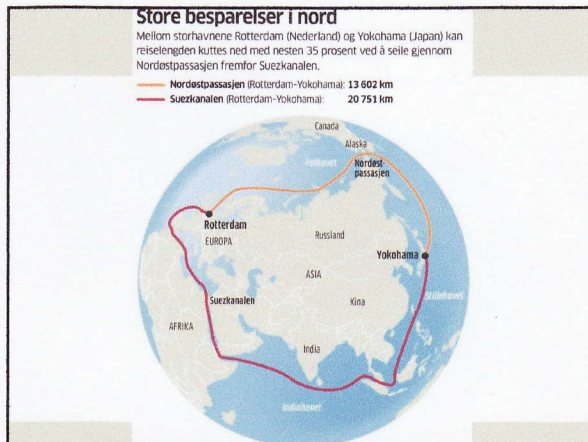 Store besparelser i nord
Mellom storhavnene Rotterdam (Nederland) og Yokohama (Japan) kan
reiselengden kuttes ned med nesten 35 prosent ved å seile gjennom
Nordøstpassasjen fremfor Suezkanalen.
Nordøstpassasjen (Rotterdam-Yokohama): 13 602 km
Suezkanalen (Rotterdam-Yokohama): 20 751 km
Canada
Alaska
Polhavet
Nordøst-
passasjen
Rotterdam
EUROPA
Russland
Yokohama
ASIA
Suezkanalen
Kina
Stillehavet
AFRIKA
India
Indiahavet